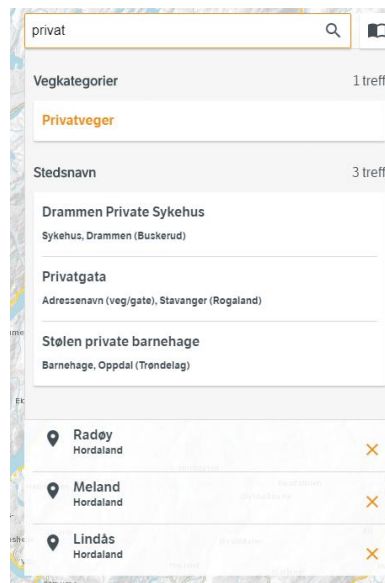 privat
Vegkategorier 1 treff
Privatveger
Stedsnavn 3 treff
Drammen Private Sykehus
Sykehus, Drammen (Buskerud)
Privatgata
Adressenavn (veg/gate), Stavanger (Rogaland)
Stølen private barnehage
Barnehage, Oppdal (Trøndelag)
Radøy
Hordaland
Meland
Hordaland
Lindås
Hordaland